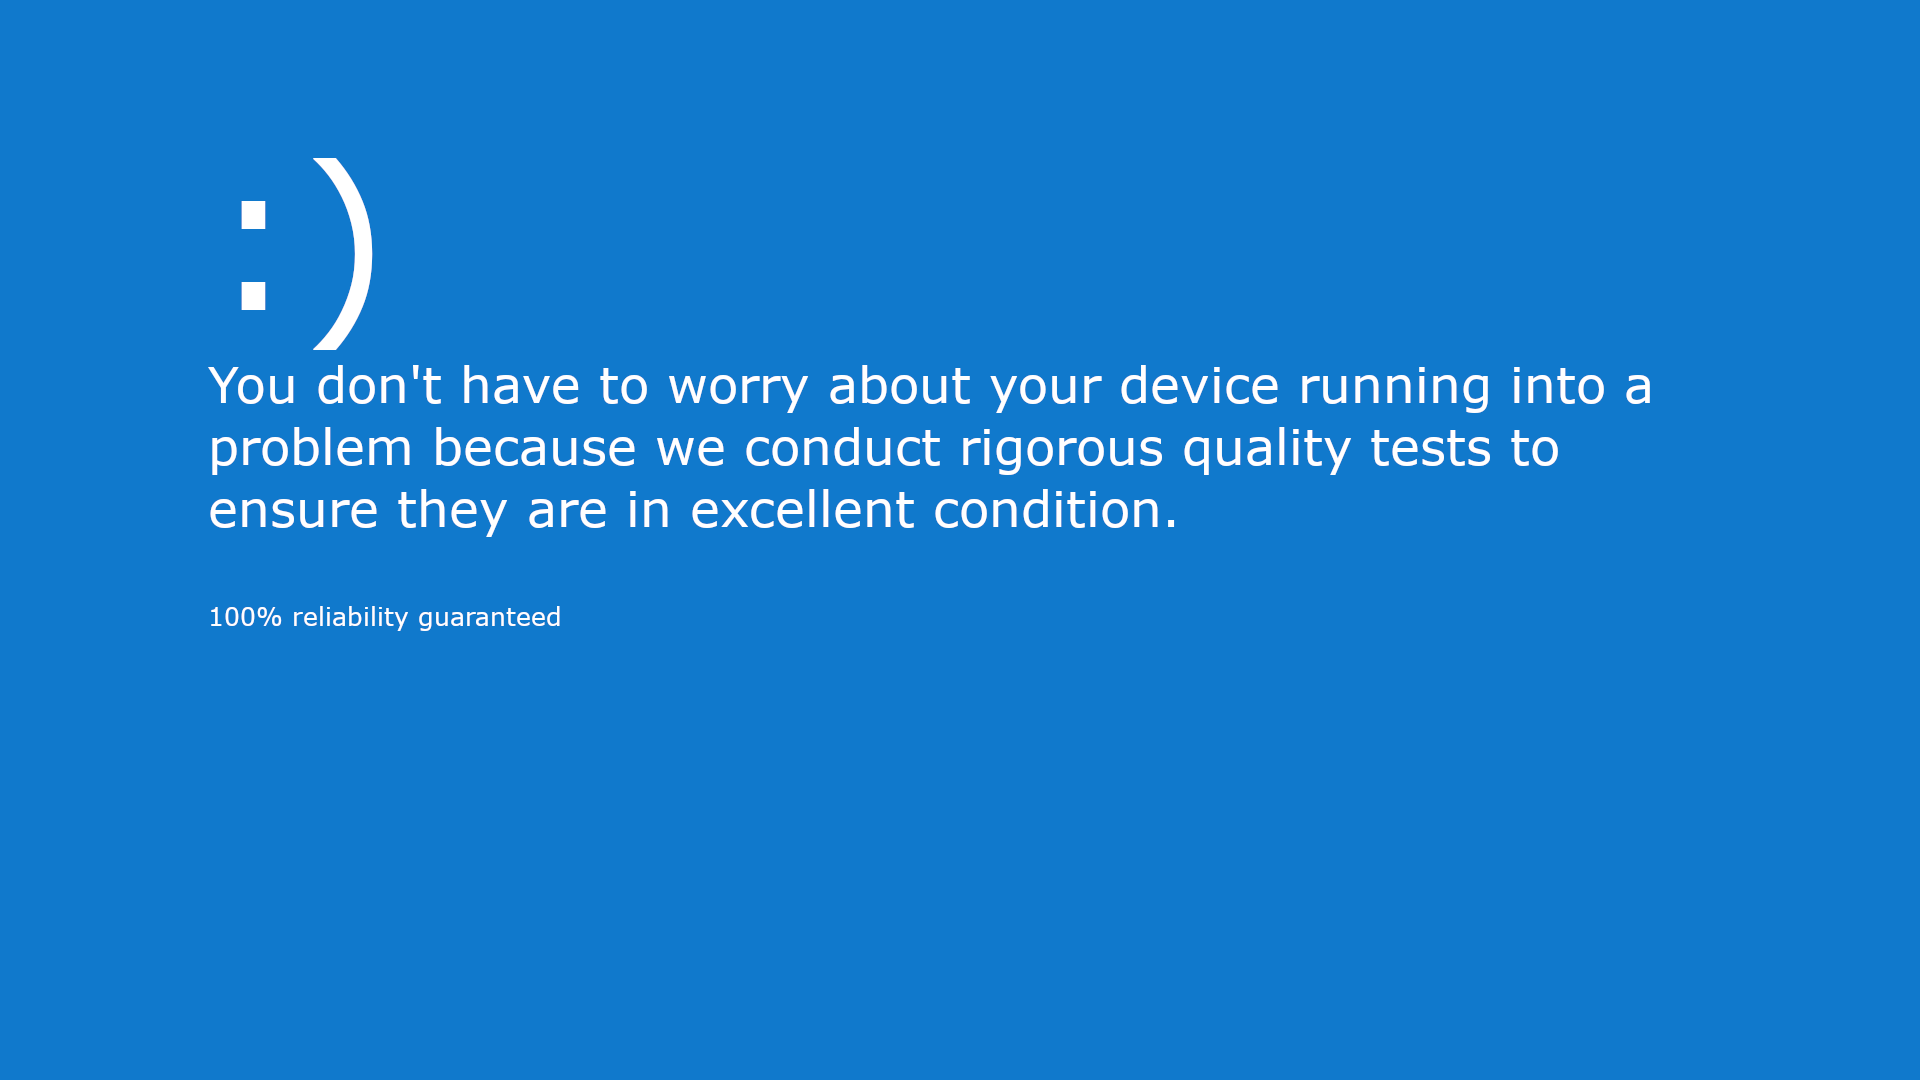 :)
You don't have to worry about your device running into a
problem because we conduct rigorous quality tests to
ensure they are in excellent condition.
100% reliability guaranteed